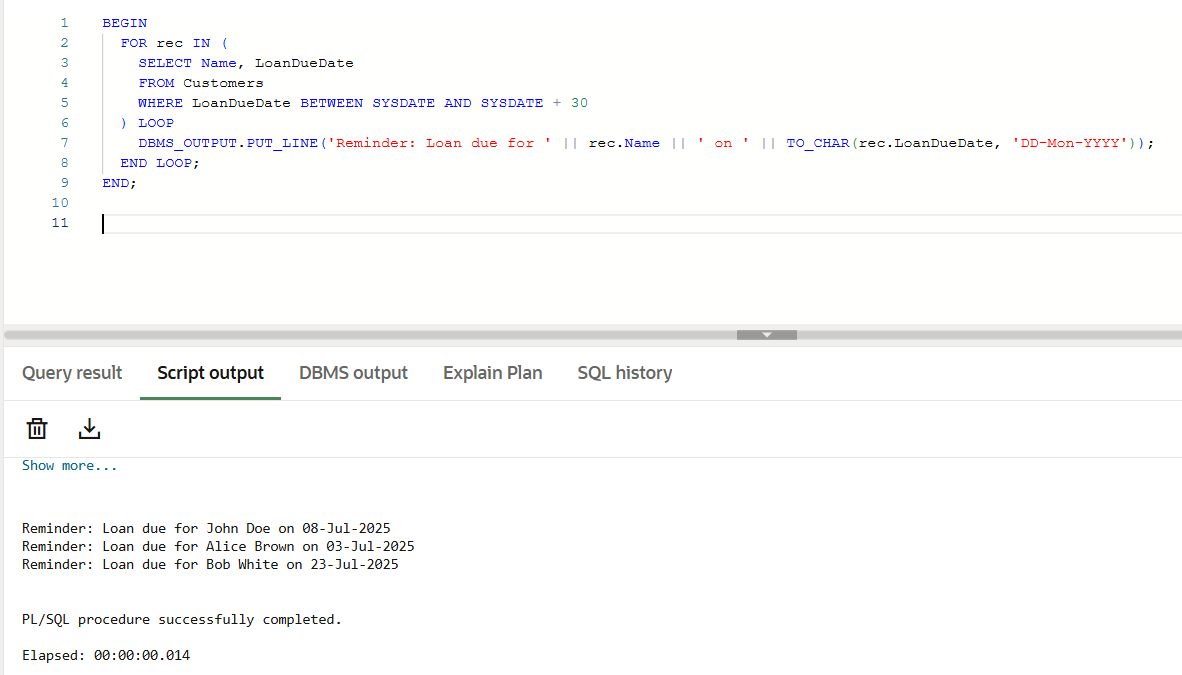 1 BEGIN
2 FOR rec IN (
3 SELECT Name, LoanDueDate
4 FROM Customers
5 WHERE LoanDueDate BETWEEN SYSDATE AND SYSDATE + 30
6 ) LOOP
7 DBMS_OUTPUT.PUT_LINE('Reminder: Loan due for ' || rec.Name || ' on ' || TO_CHAR(rec.LoanDueDate, 'DD-Mon-YYYY'));
8 END LOOP;
9 END;
10
11
Query result Script output DBMS output Explain Plan SQL history
Show more...
Reminder: Loan due for John Doe on 08-Jul-2025
Reminder: Loan due for Alice Brown on 03-Jul-2025
Reminder: Loan due for Bob White on 23-Jul-2025
PL/SQL procedure successfully completed.
Elapsed: 00:00:00.014